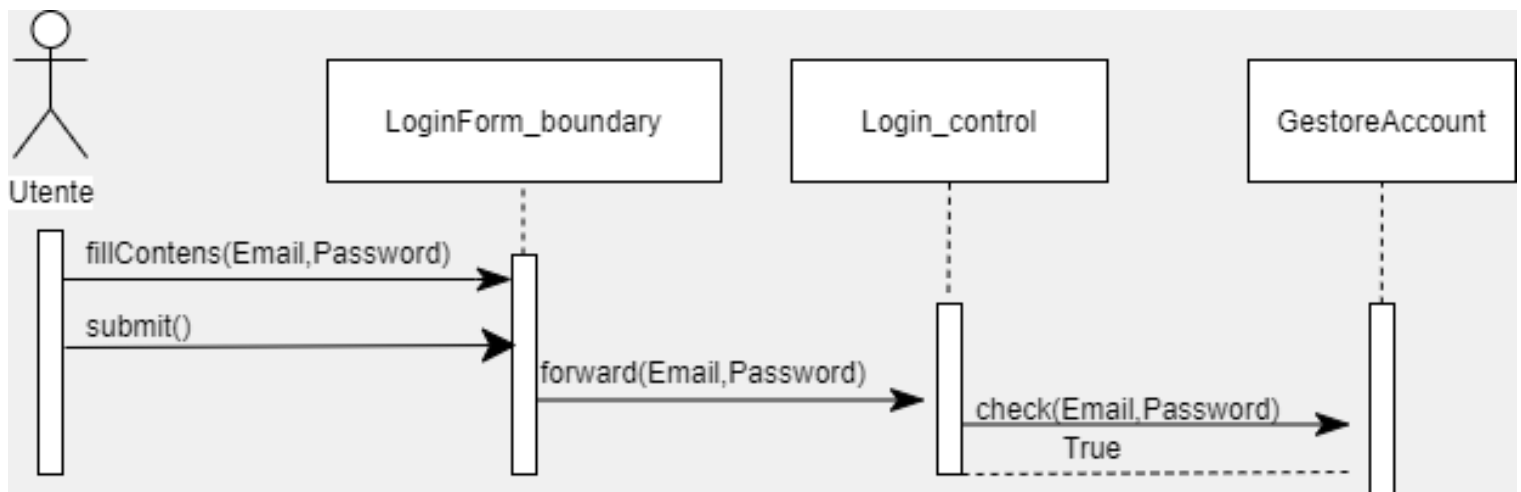 LoginForm_boundary
Login_control
GestoreAccount
Utente
fillContens(Email,Password)
submit()
forward(Email,Password)
check(Email,Password)
True